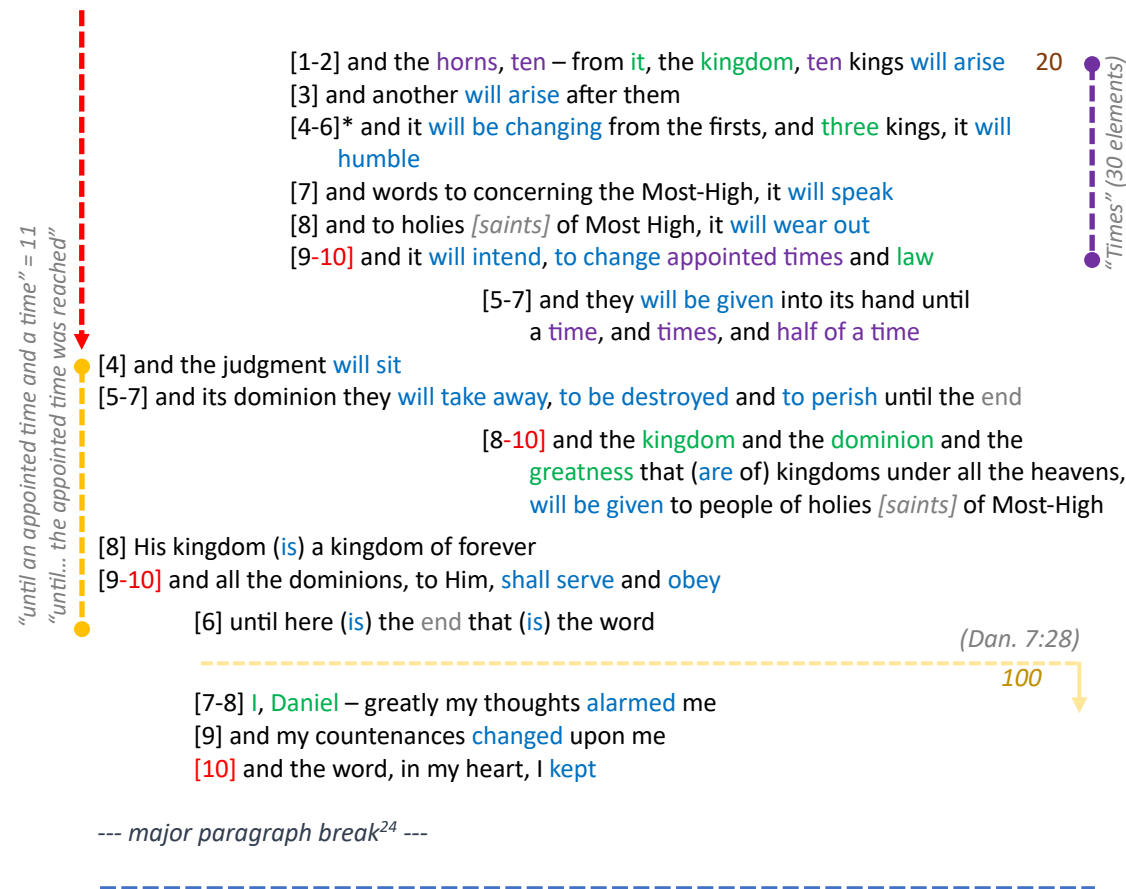 [1-2] and the horns, ten – from it, the kingdom, ten kings will arise 20
[3] and another will arise after them
[4-6]* and it will be changing from the firsts, and three kings, it will
humble
[7] and words to concerning the Most-High, it will speak
[8] and to holies [saints] of Most High, it will wear out
[9-10] and it will intend, to change appointed times and law
"Times" (30 elements)
[5-7] and they will be given into its hand until
a time, and times, and half of a time
"until an appointed time and a time" = 11
"until... the appointed time was reached"
[4] and the judgment will sit
[5-7] and its dominion they will take away, to be destroyed and to perish until the end
[8-10] and the kingdom and the dominion and the
greatness that (are of) kingdoms under all the heavens,
will be given to people of holies [saints] of Most-High
[8] His kingdom (is) a kingdom of forever
[9-10] and all the dominions, to Him, shall serve and obey
[6] until here (is) the end that (is) the word
(Dan. 7:28)
100
[7-8] I, Daniel – greatly my thoughts alarmed me
[9] and my countenances changed upon me
[10] and the word, in my heart, I kept
--- major paragraph break24 ---